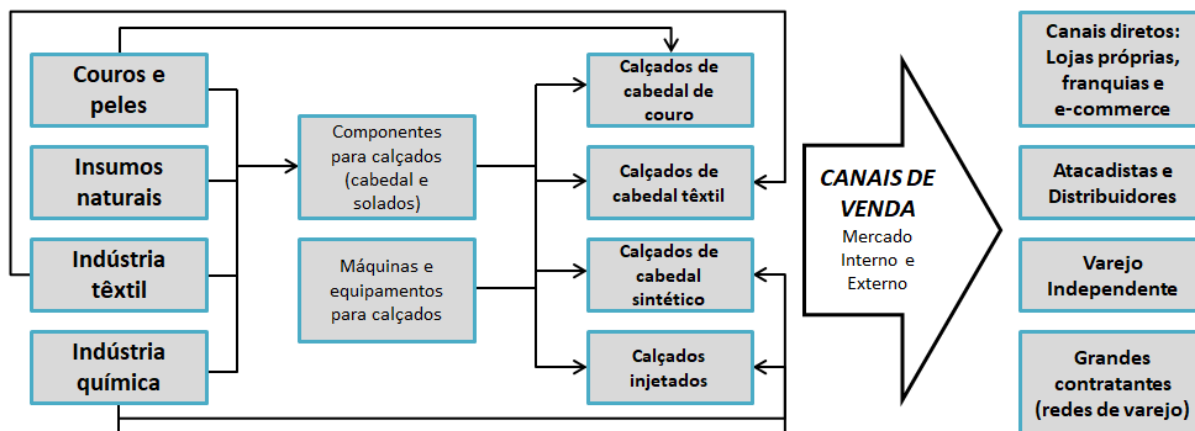 Couros e
peles
Insumos
naturais
Indústria
têxtil
Indústria
química
Componentes
para calçados
(cabedal e
solados)
Máquinas e
equipamentos
para calçados
Calçados de
cabedal de
couro
Calçados de
cabedal têxtil
Calçados de
cabedal sintético
Calçados
injetados
CANAIS DE
VENDA
Mercado
Interno e
Externo
Canais diretos:
Lojas próprias,
franquias e
e-commerce
Atacadistas e
Distribuidores
Varejo
Independente
Grandes
contratantes
(redes de varejo)